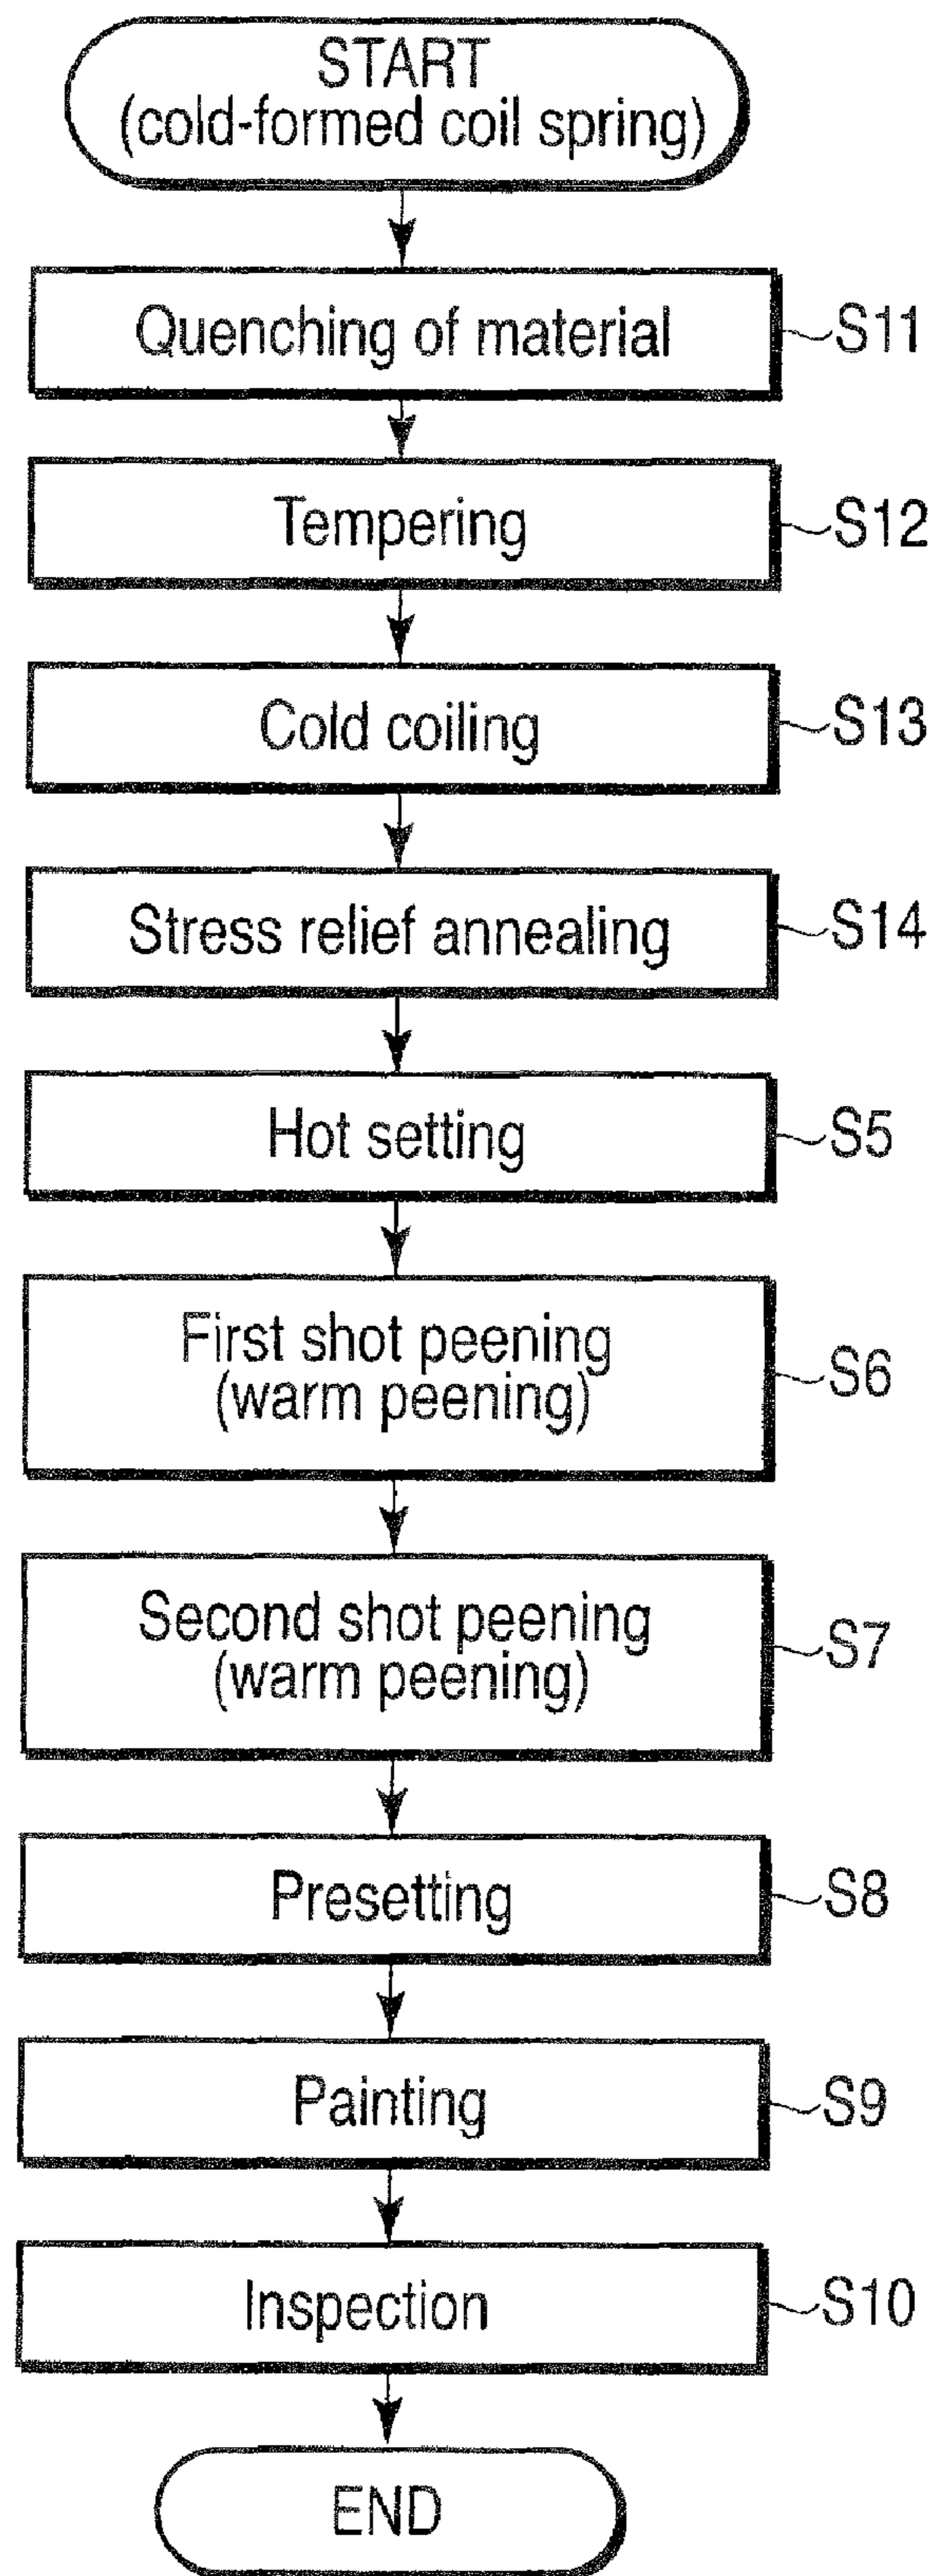 START
(cold-formed coil spring)
Quenching of material
S11
Tempering
S12
Cold coiling
S13
Stress relief annealing
S14
Hot setting
S5
First shot peening
(warm peening)
S6
Second shot peening
(warm peening)
S7
Presetting
S8
Painting
S9
Inspection
S10
END